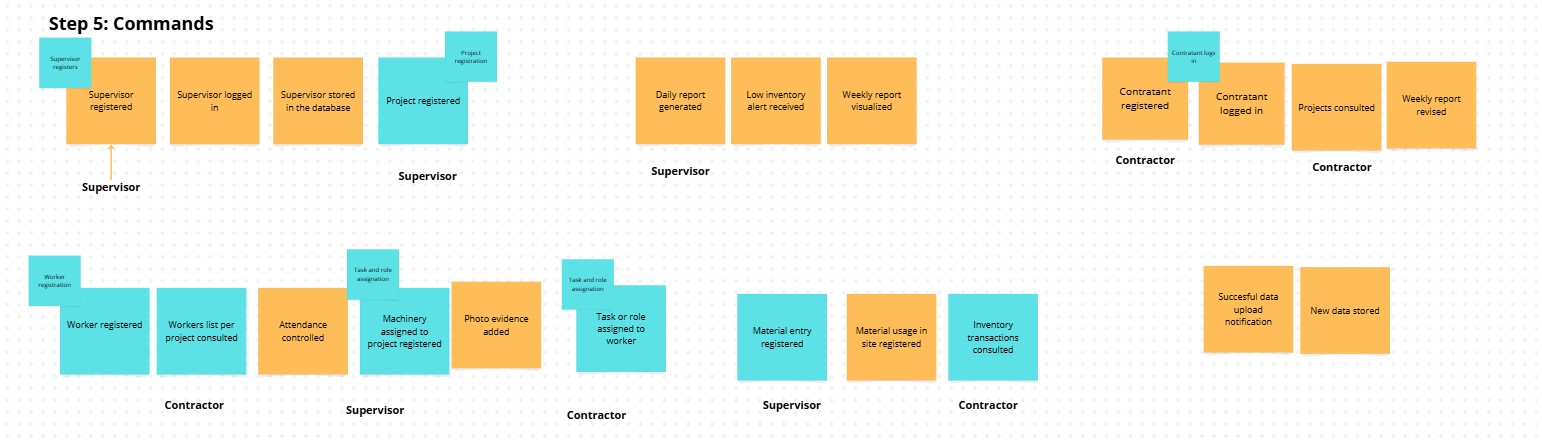 Step 5: Commands
Supervisor
registers
Supervisor
registered
Supervisor logged
in
Supervisor stored
in the database
Project
registration
Project registered
Supervisor
Supervisor
Daily report
generated
Low inventory
alert received
Weekly report
visualized
Supervisor
Contratant logs
in
Contratant
registered
Contratant
logged in
Projects consulted
Weekly report
revised
Contractor
Contractor
Worker
registration
Worker registered
Workers list per
project consulted
Attendance
controlled
Task and role
assignation
Machinery
assigned to
project registered
Photo evidence
added
Contractor
Supervisor
Task and role
assignation
Task or role
assigned to
worker
Contractor
Material entry
registered
Material usage in
site registered
Inventory
transactions
consulted
Supervisor
Contractor
Succesful data
upload
notification
New data stored